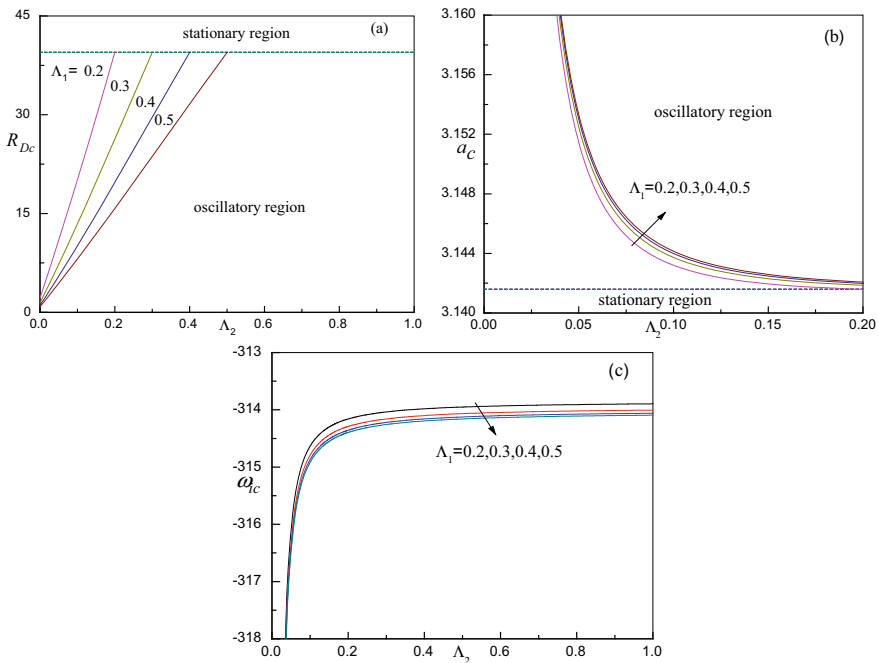 (a)
45
30
15
0
R_Dc
stationary region
Λ₁= 0.2
0.3
0.4
0.5
oscillatory region
0.0 0.2 0.4 0.6 0.8 1.0
Λ₂
(b)
3.160
3.156
3.152
3.148
3.144
3.140
a_c
oscillatory region
Λ₁=0.2,0.3,0.4,0.5
stationary region
0.00 0.05 0.10 0.15 0.20
Λ₂
(c)
-313
-314
-315
-316
-317
-318
ω_ic
Λ₁=0.2,0.3,0.4,0.5
0.0 0.2 0.4 0.6 0.8 1.0
Λ₂